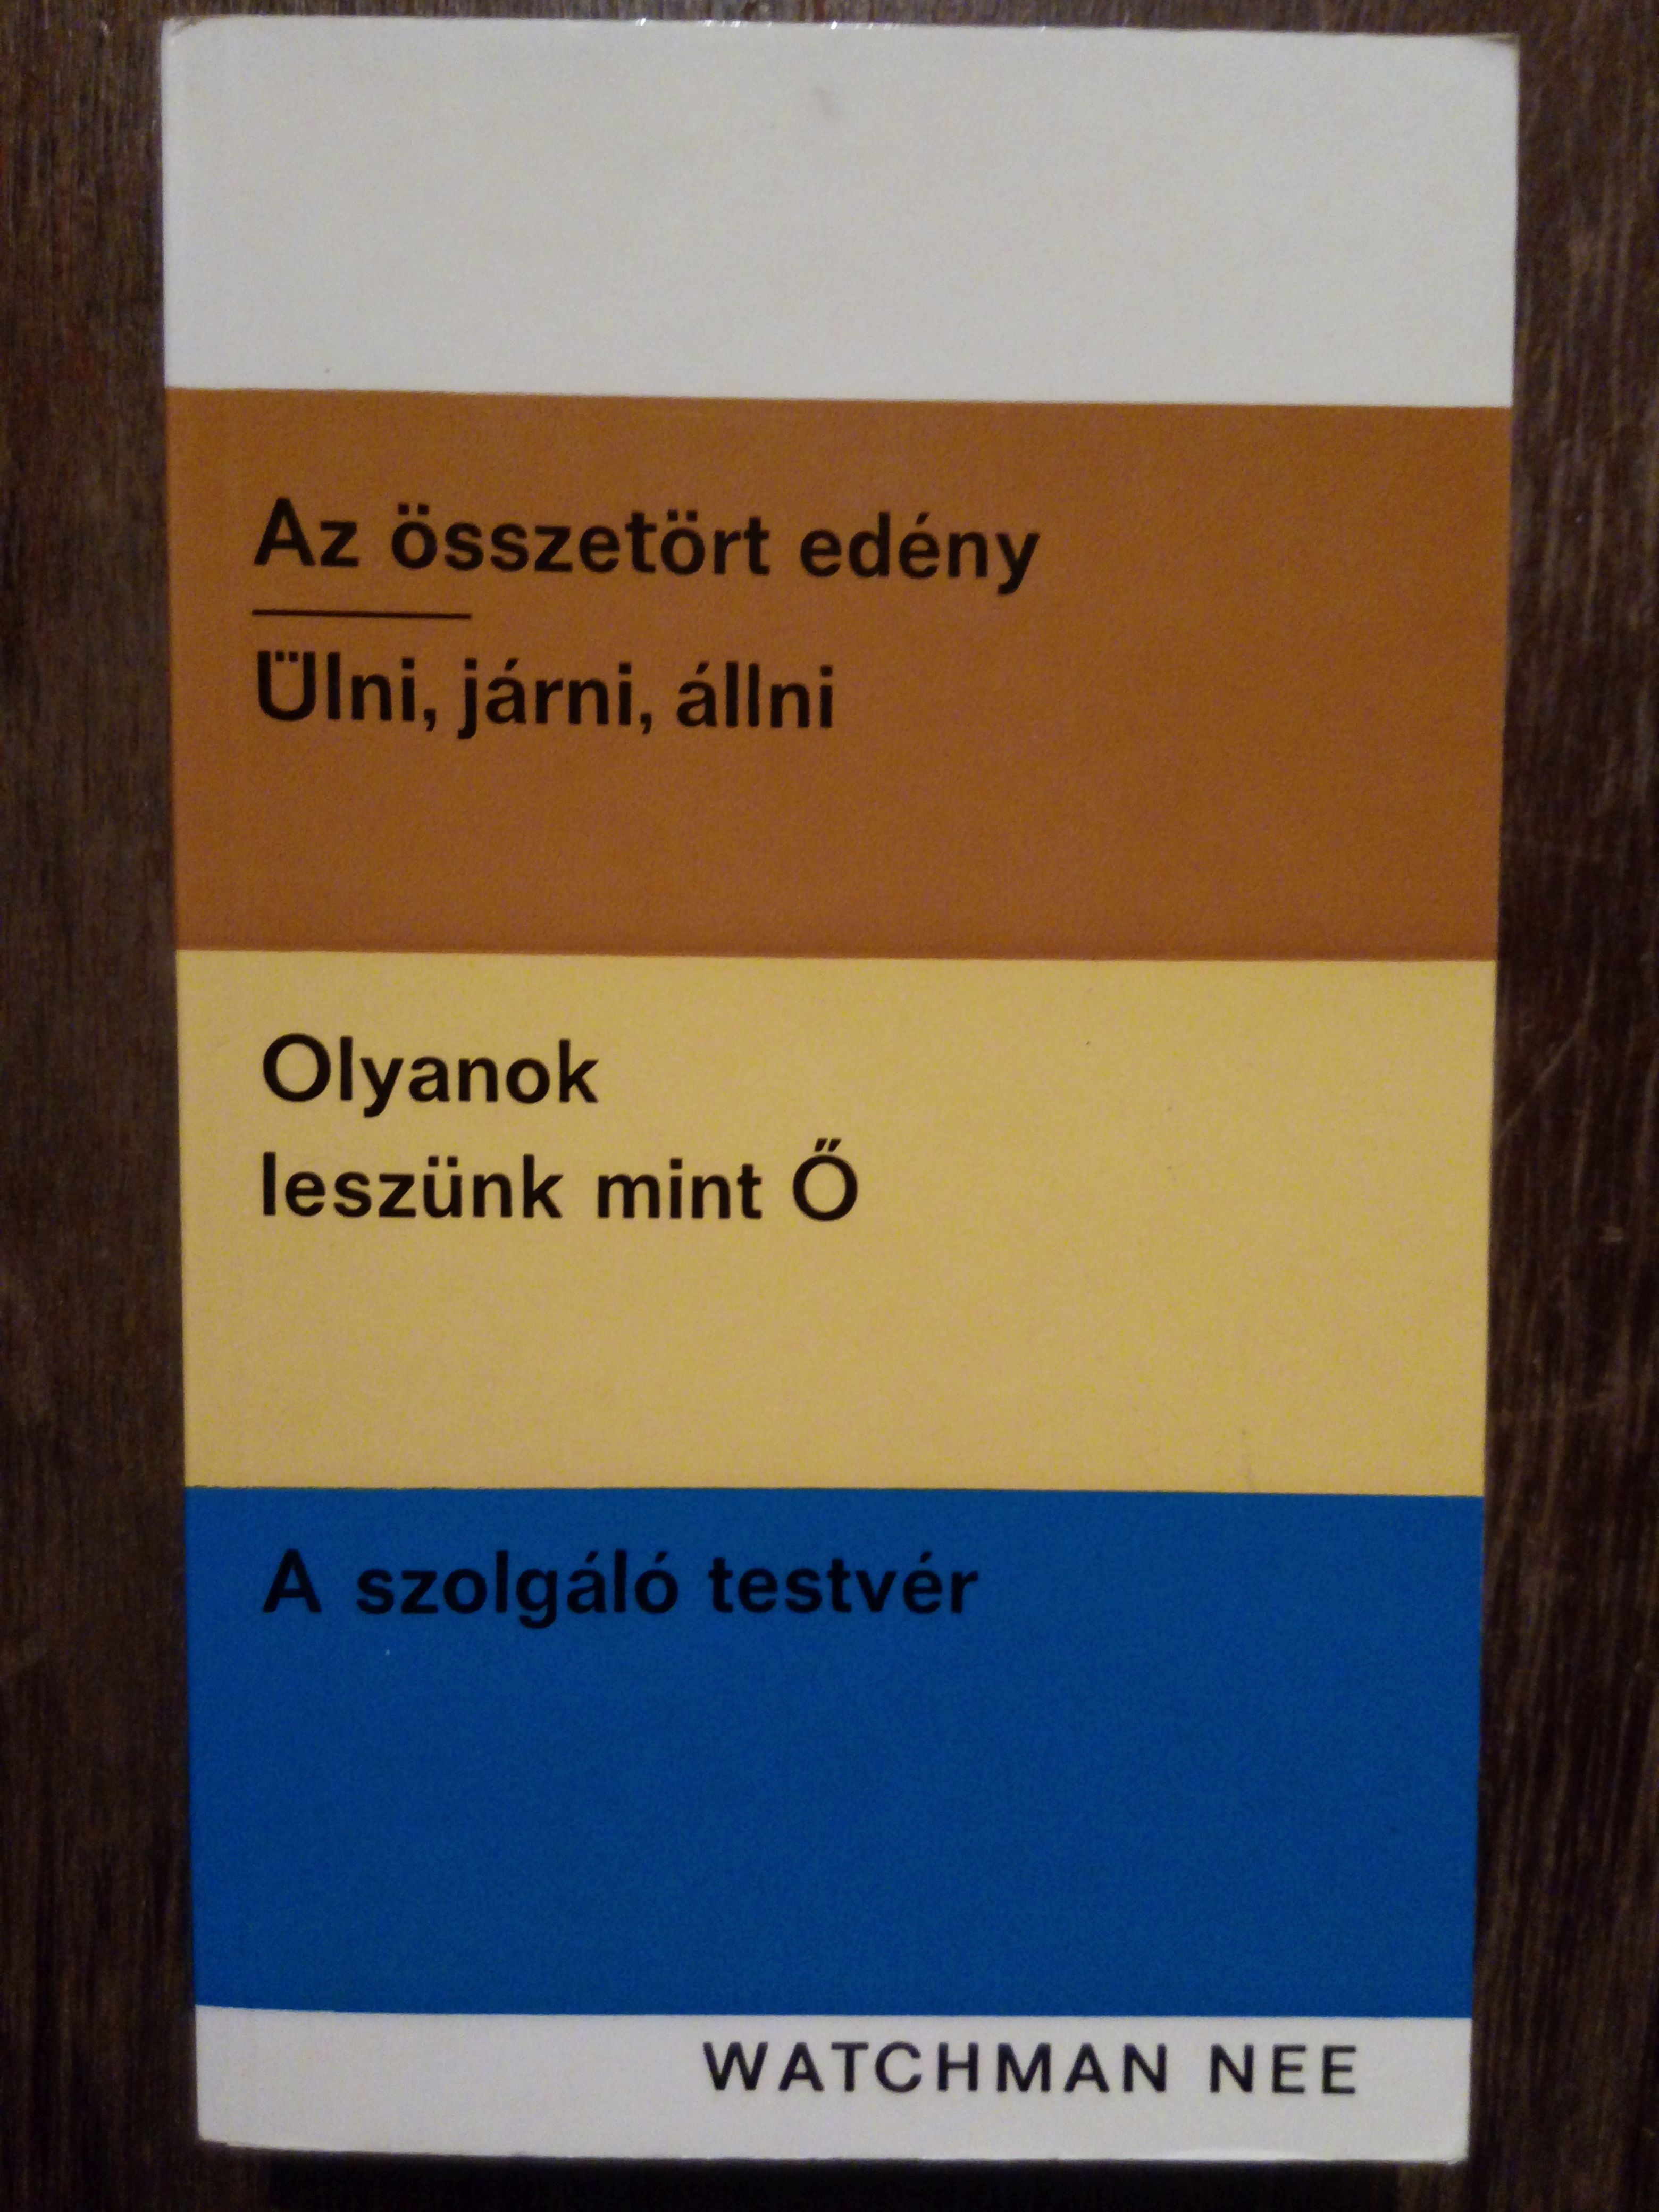 Az összetört edény
Ülni, járni, állni
Olyanok
leszünk mint Ő
A szolgáló testvér
WATCHMAN NEE